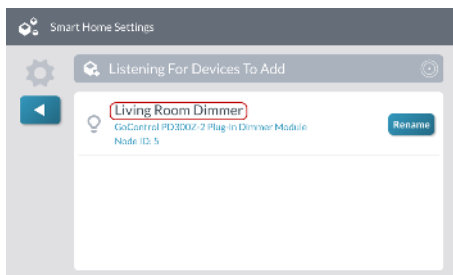 Smart Home Settings
Listening For Devices To Add
Living Room Dimmer
GoControl PD300Z-2 Plug-in Dimmer Module
Rename
Node ID: 5